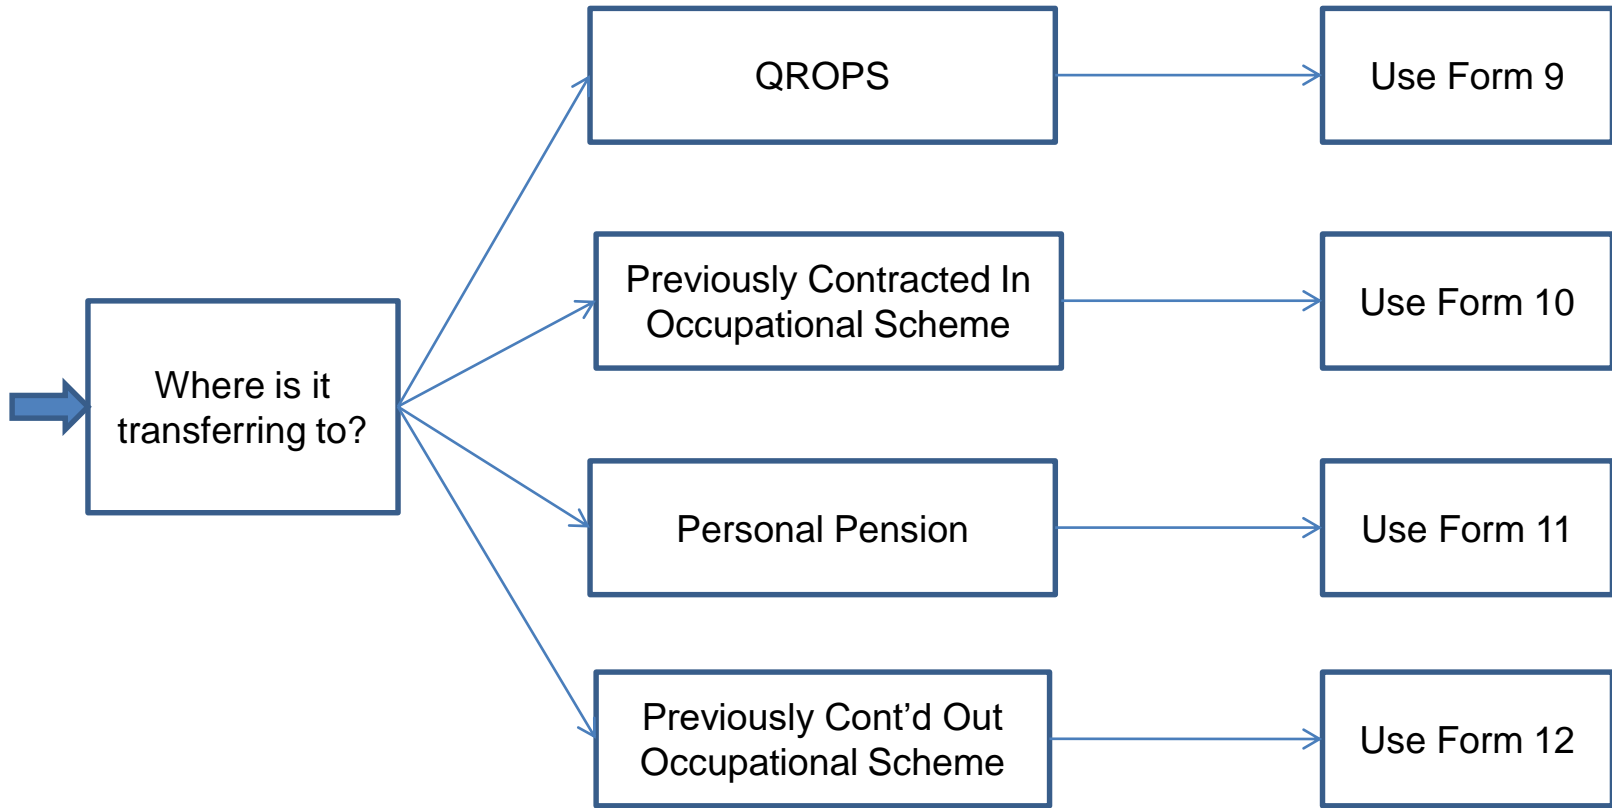 QROPS
Use Form 9
Previously Contracted In
Occupational Scheme
Use Form 10
Where is it
transferring to?
Personal Pension
Use Form 11
Previously Cont’d Out
Occupational Scheme
Use Form 12